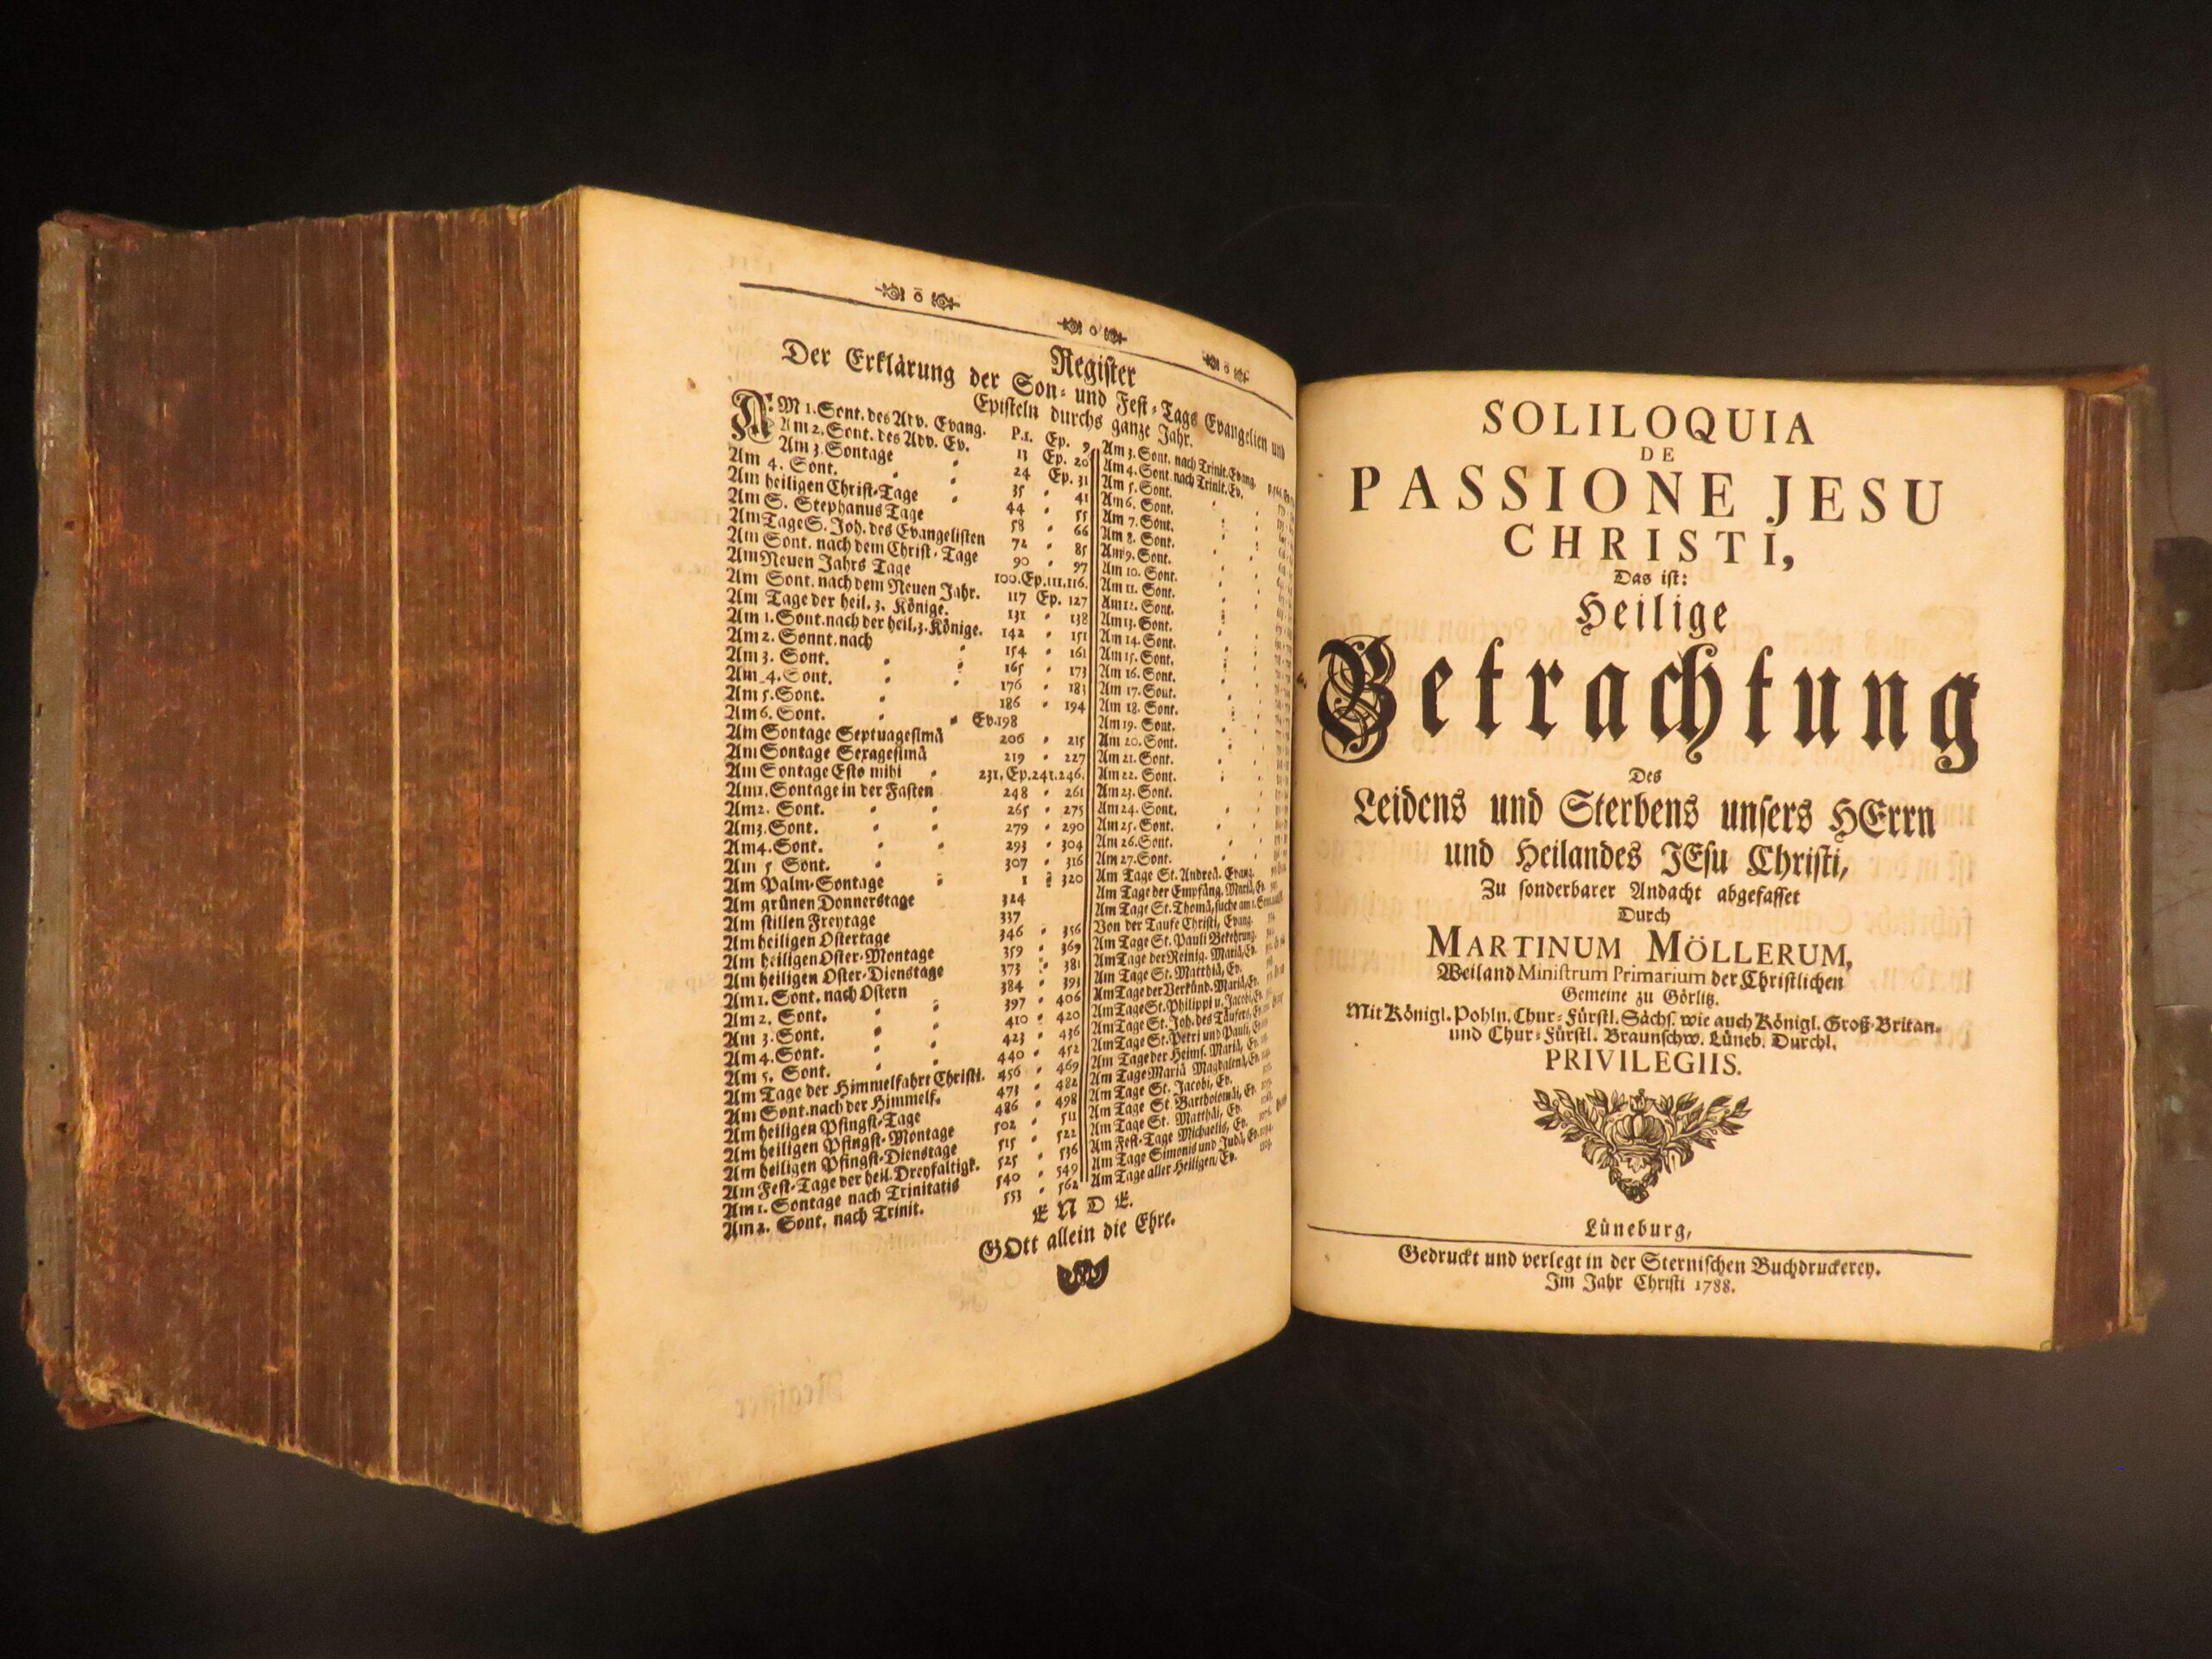 Register
Der Erklärung der Son- und Fest-Tags Evangelien und
Episteln durchs ganze Jahr.
AM 1. Sont. des Adv. Evang. P.1. Ep. 9
Am 2. Sont. des Adv. Ev. 13 Ep. 20
Am 3. Sontage 24 Ep. 31
Am 4. Sont. 35 41
Am heiligen Christ-Tage 44 55
Am S. Stephanus Tage 58 66
Am Tage S. Joh. des Evangelisten 72 85
Am Sont. nach dem Christ-Tage 90 97
Am Neuen Jahrs Tage 100. Ep. 111. 116.
Am Sont. nach dem Neuen Jahr. 117 Ep. 127
Am Tage der heil. 3. Könige. 131 138
Am 1. Sont. nach der heil. 3. Könige. 142 151
Am 2. Sonnt. nach 154 161
Am 3. Sont. 165 173
Am 4. Sont. 176 183
Am 5. Sont. 186 194
Am 6. Sont. Ev. 198
Am Sontage Septuagesimä 206 215
Am Sontage Sexagesimä 219 227
Am Sontage Esto mihi 231. Ep. 241. 246.
Am 1. Sontage in der Fasten 248 261
Am 2. Sont. 265 275
Am 3. Sont. 279 290
Am 4. Sont. 293 304
Am 5 Sont. 307 316
Am Palm-Sontage 1 320
Am grünen Donnerstage 324
Am stillen Freytage 337
Am heiligen Ostertage 346 356
Am heiligen Oster-Montage 359 369
Am heiligen Oster-Dienstage 373 381
Am 1. Sont. nach Ostern 384 393
Am 2. Sont. 397 406
Am 3. Sont. 410 420
Am 4. Sont. 423 436
Am 5. Sont. 440 452
Am Tage der Himmelfahrt Christi. 456 469
Am Sont. nach der Himmelf. 473 482
Am heiligen Pfingst-Tage 486 498
Am heiligen Pfingst-Montage 502 511
Am heiligen Pfingst-Dienstage 515 522
Am Fest-Tage der heil. Dreyfaltigk. 525 536
Am 1. Sontage nach Trinitatis 540 549
Am 2. Sont. nach Trinit. 553 562
Am 3. Sont. nach Trinit. Evang.
Am 4. Sont. nach Trinit. Ev.
Am 5. Sont.
Am 6. Sont.
Am 7. Sont.
Am 8. Sont.
Am 9. Sont.
Am 10. Sont.
Am 11. Sont.
Am 12. Sont.
Am 13. Sont.
Am 14. Sont.
Am 15. Sont.
Am 16. Sont.
Am 17. Sont.
Am 18. Sont.
Am 19. Sont.
Am 20. Sont.
Am 21. Sont.
Am 22. Sont.
Am 23. Sont.
Am 24. Sont.
Am 25. Sont.
Am 26. Sont.
Am 27. Sont.
Am Tage St. Andreä. Evang.
Am Tage der Empfäng. Mariä, Ev.
Am Tage St. Thomä, suche am 1.
Von der Taufe Christi, Evang.
Am Tage St. Pauli Bekehrung.
Am Tage der Reinig. Mariä, Ev.
Am Tage St. Matthiä, Ev.
Am Tage der Verkünd. Mariä, Ev.
Am Tage St. Philippi u. Jacobi, Ev.
Am Tage St. Joh. des Täufers, Ev.
Am Tage St. Petri und Pauli, Ev.
Am Tage der Heims. Mariä, Ev.
Am Tage Mariä Magdalenä, Ev.
Am Tage St. Jacobi, Ev.
Am Tage St. Bartholomäi, Ev.
Am Tage St. Matthäi, Ev.
Am Fest-Tage Michaelis, Ev.
Am Tage Simonis und Judä, Ev.
Am Tage aller Heiligen, Ev.
ENDE.
GOtt allein die Ehre.
SOLILOQUIA
DE
PASSIONE JESU
CHRISTI,
Das ist:
Heilige
Betrachtung
Des
Leidens und Sterbens unsers HErrn
und Heilandes JEsu Christi,
Zu sonderbarer Andacht abgefasset
Durch
MARTINUM MÖLLERUM,
Weiland Ministrum Primarium der Christlichen
Gemeine zu Görlitz.
Mit Königl. Pohln. Chur-Fürstl. Sächs. wie auch Königl. Groß-Britan-
und Chur-Fürstl. Braunschw. Lüneb. Durchl.
PRIVILEGIIS.
Lüneburg,
Gedruckt und verlegt in der Sternischen Buchdruckerey.
Im Jahr Christi 1788.